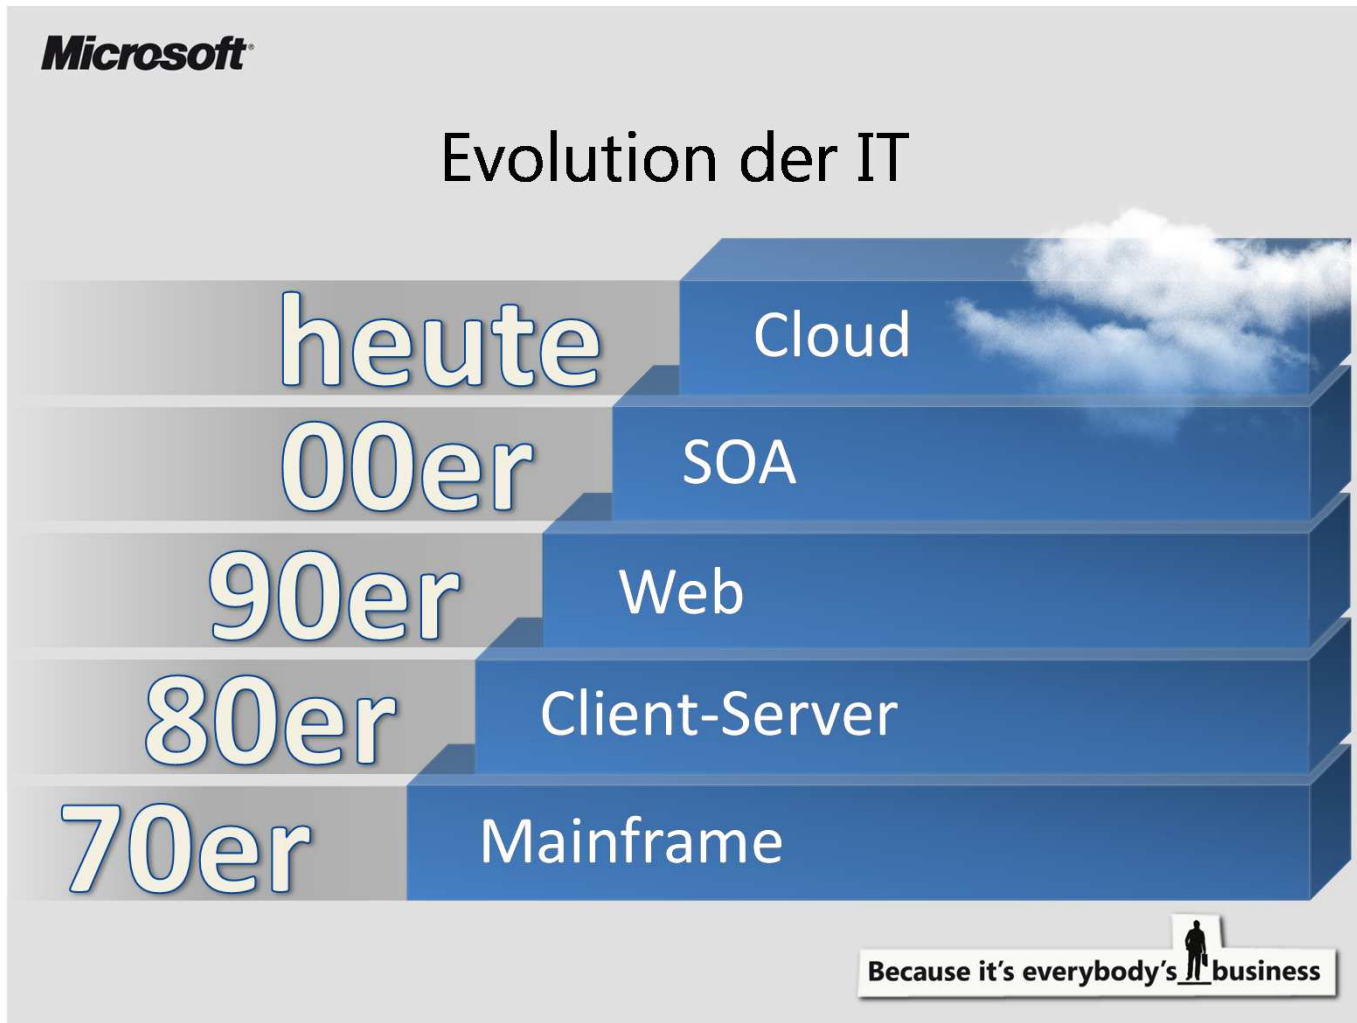 Microsoft®
Evolution der IT
heute Cloud
00er SOA
90er Web
80er Client-Server
70er Mainframe
Because it's everybody's business